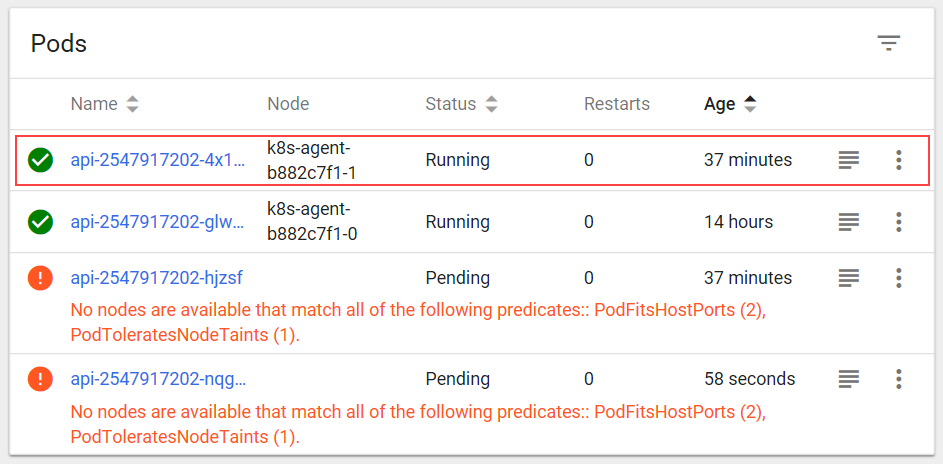 Pods
Name Node Status Restarts Age
api-2547917202-4x1... k8s-agent-b882c7f1-1 Running 0 37 minutes
api-2547917202-glw... k8s-agent-b882c7f1-0 Running 0 14 hours
api-2547917202-hjzsf Pending 0 37 minutes
No nodes are available that match all of the following predicates:: PodFitsHostPorts (2),
PodToleratesNodeTaints (1).
api-2547917202-nqg... Pending 0 58 seconds
No nodes are available that match all of the following predicates:: PodFitsHostPorts (2),
PodToleratesNodeTaints (1).